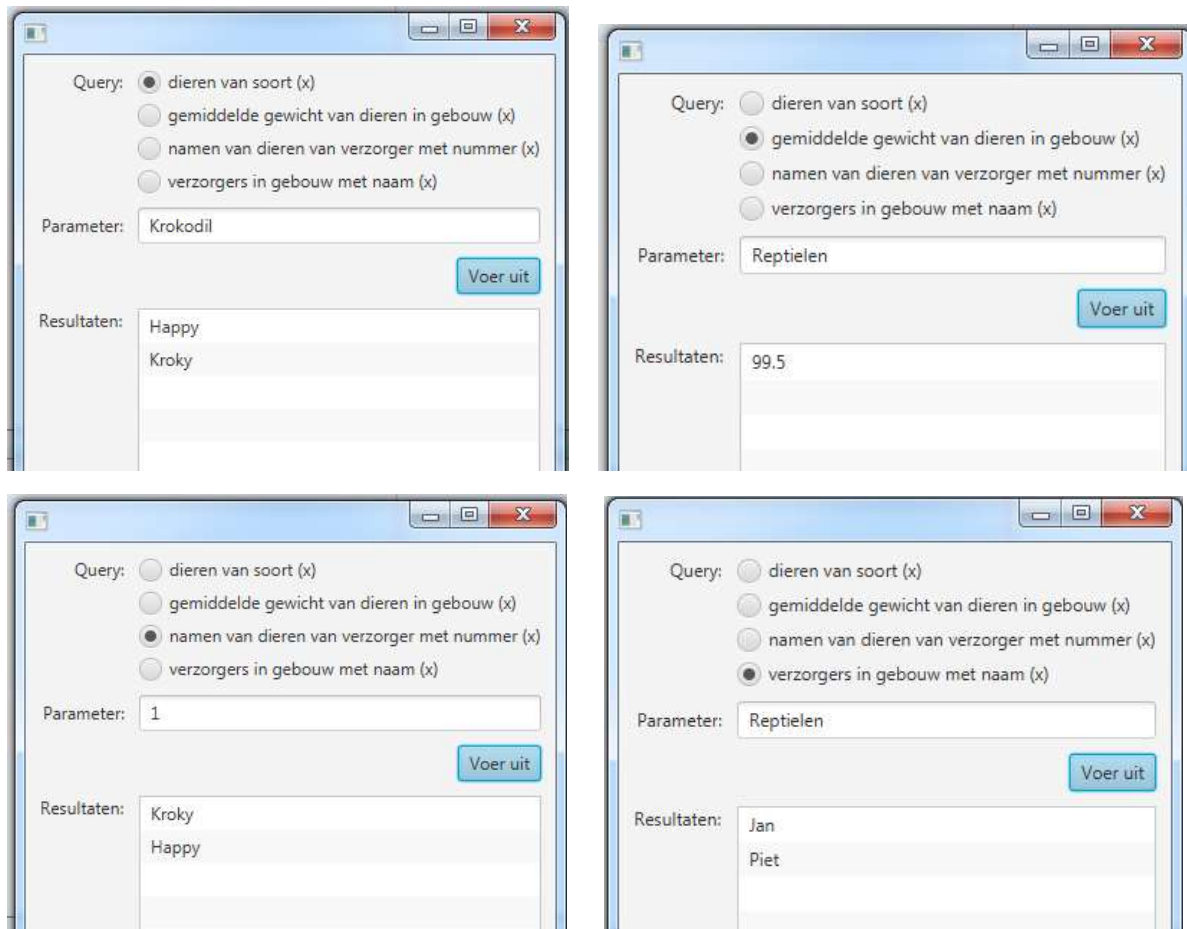 Query: dieren van soort (x)
gemiddelde gewicht van dieren in gebouw (x)
namen van dieren van verzorger met nummer (x)
verzorgers in gebouw met naam (x)
Parameter: Krokodil
Voer uit
Resultaten: Happy
Kroky
Query: dieren van soort (x)
gemiddelde gewicht van dieren in gebouw (x)
namen van dieren van verzorger met nummer (x)
verzorgers in gebouw met naam (x)
Parameter: Reptielen
Voer uit
Resultaten: 99.5
Query: dieren van soort (x)
gemiddelde gewicht van dieren in gebouw (x)
namen van dieren van verzorger met nummer (x)
verzorgers in gebouw met naam (x)
Parameter: 1
Voer uit
Resultaten: Kroky
Happy
Query: dieren van soort (x)
gemiddelde gewicht van dieren in gebouw (x)
namen van dieren van verzorger met nummer (x)
verzorgers in gebouw met naam (x)
Parameter: Reptielen
Voer uit
Resultaten: Jan
Piet